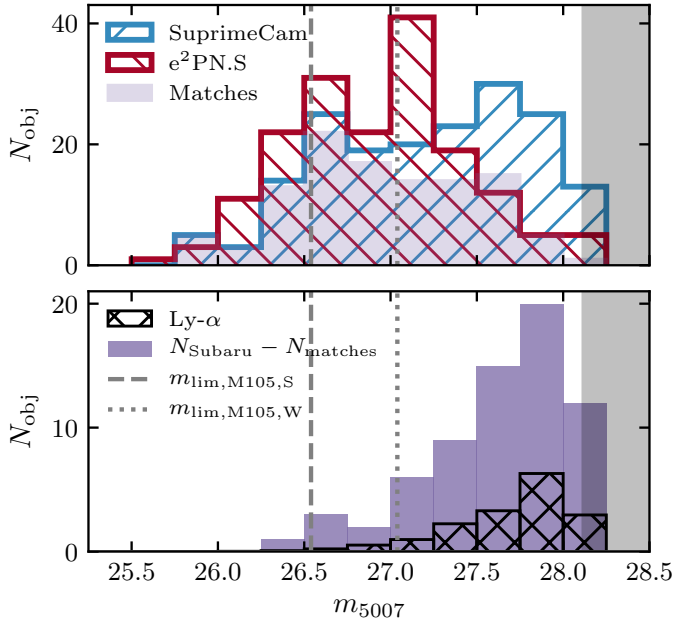 40
20
0
N_obj
SuprimeCam
e²PN.S
Matches
20
10
0
N_obj
Ly-α
N_Subaru − N_matches
m_lim,M105,S
m_lim,M105,W
25.5 26.0 26.5 27.0 27.5 28.0 28.5
m_5007